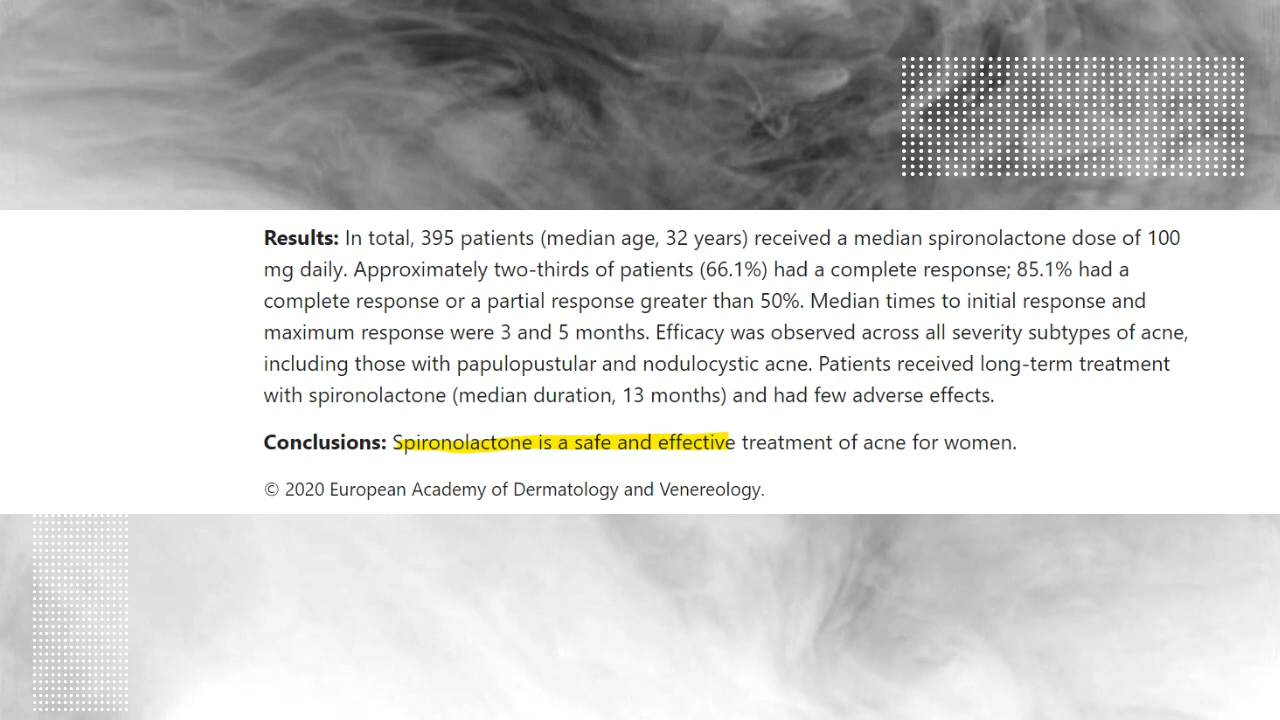 Results: In total, 395 patients (median age, 32 years) received a median spironolactone dose of 100
mg daily. Approximately two-thirds of patients (66.1%) had a complete response; 85.1% had a
complete response or a partial response greater than 50%. Median times to initial response and
maximum response were 3 and 5 months. Efficacy was observed across all severity subtypes of acne,
including those with papulopustular and nodulocystic acne. Patients received long-term treatment
with spironolactone (median duration, 13 months) and had few adverse effects.
Conclusions: Spironolactone is a safe and effective treatment of acne for women.
© 2020 European Academy of Dermatology and Venereology.